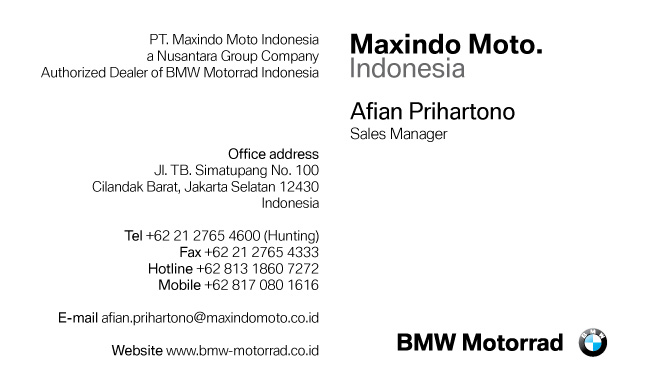 PT. Maxindo Moto Indonesia
a Nusantara Group Company
Authorized Dealer of BMW Motorrad Indonesia
Office address
Jl. TB. Simatupang No. 100
Cilandak Barat, Jakarta Selatan 12430
Indonesia
Tel +62 21 2765 4600 (Hunting)
Fax +62 21 2765 4333
Hotline +62 813 1860 7272
Mobile +62 817 080 1616
E-mail afian.prihartono@maxindomoto.co.id
Website www.bmw-motorrad.co.id
Maxindo Moto.
Indonesia
Afian Prihartono
Sales Manager
BMW Motorrad
BMW